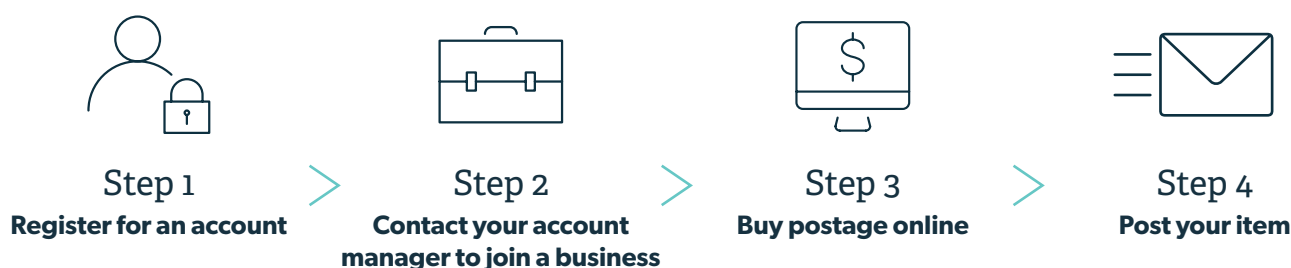 Step 1
Register for an account
Step 2
Contact your account
manager to join a business
Step 3
Buy postage online
Step 4
Post your item